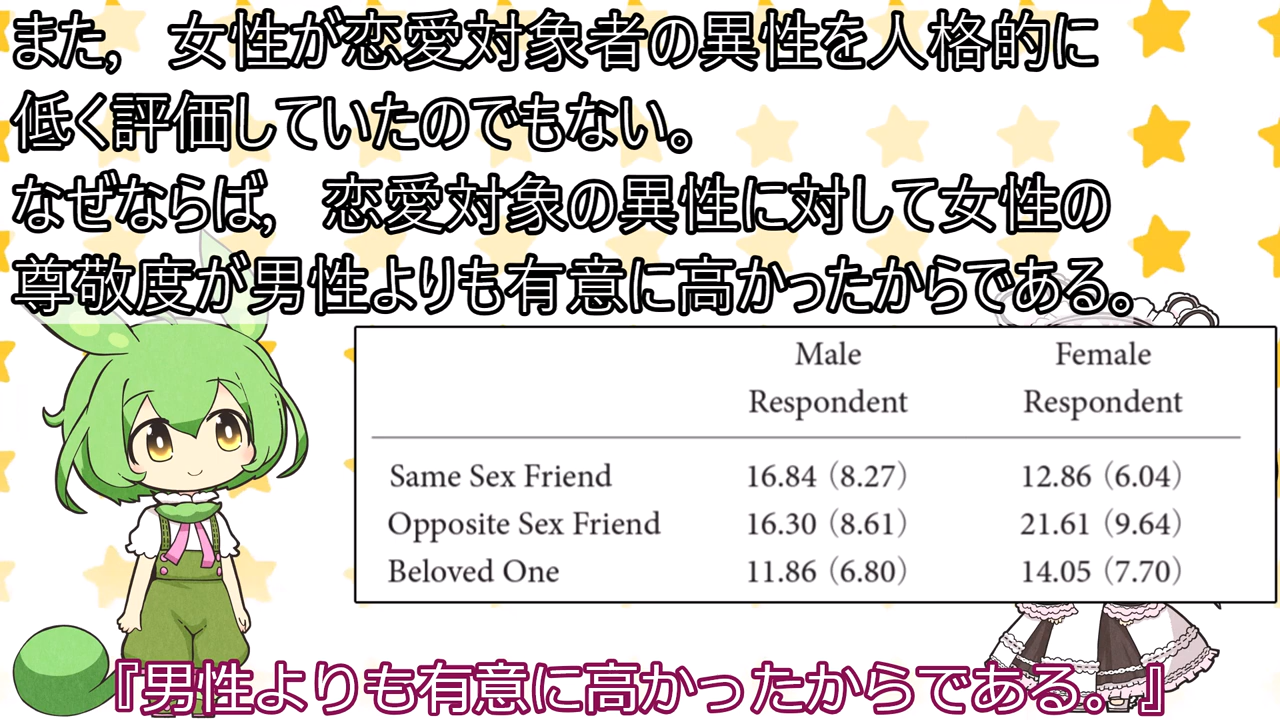 また, 女性が恋愛対象者の異性を人格的に
低く評価していたのでもない。
なぜならば, 恋愛対象の異性に対して女性の
尊敬度が男性よりも有意に高かったからである。
Male Female
Respondent Respondent
Same Sex Friend 16.84 (8.27) 12.86 (6.04)
Opposite Sex Friend 16.30 (8.61) 21.61 (9.64)
Beloved One 11.86 (6.80) 14.05 (7.70)
『男性よりも有意に高かったからである。』